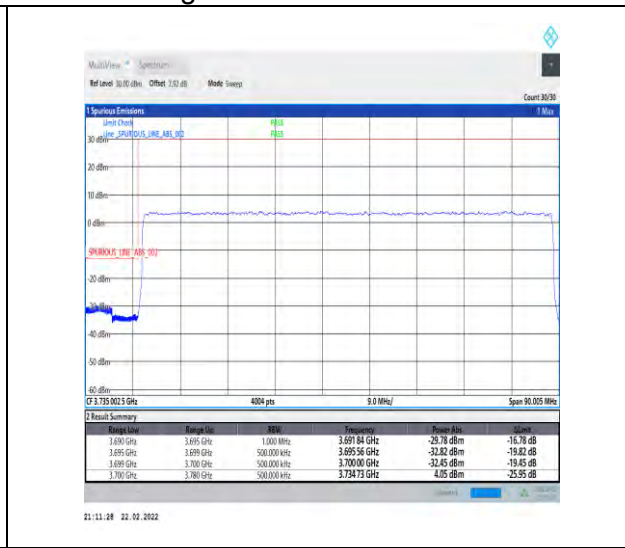 MultiView Spectrum
Ref Level 30.00 dBm Offset 7.92 dB Mode Sweep
Count 30/30
1 Spurious Emissions 1 Max
Limit Check PASS
Line _SPURIOUS_LINE_ABS_002 PASS
30 dBm
20 dBm
10 dBm
0 dBm
_SPURIOUS_LINE_ABS_002
-20 dBm
-30 dBm
-40 dBm
-50 dBm
-60 dBm
CF 3.735 002 5 GHz 4004 pts 9.0 MHz/ Span 90.005 MHz
2 Result Summary
Range Low Range Up RBW Frequency Power Abs ΔLimit
3.690 GHz 3.695 GHz 1.000 MHz 3.691 84 GHz -29.78 dBm -16.78 dB
3.695 GHz 3.699 GHz 500.000 kHz 3.695 56 GHz -32.82 dBm -19.82 dB
3.699 GHz 3.700 GHz 500.000 kHz 3.700 00 GHz -32.45 dBm -19.45 dB
3.700 GHz 3.780 GHz 500.000 kHz 3.734 73 GHz 4.05 dBm -25.95 dB
21:11:28 22.02.2022